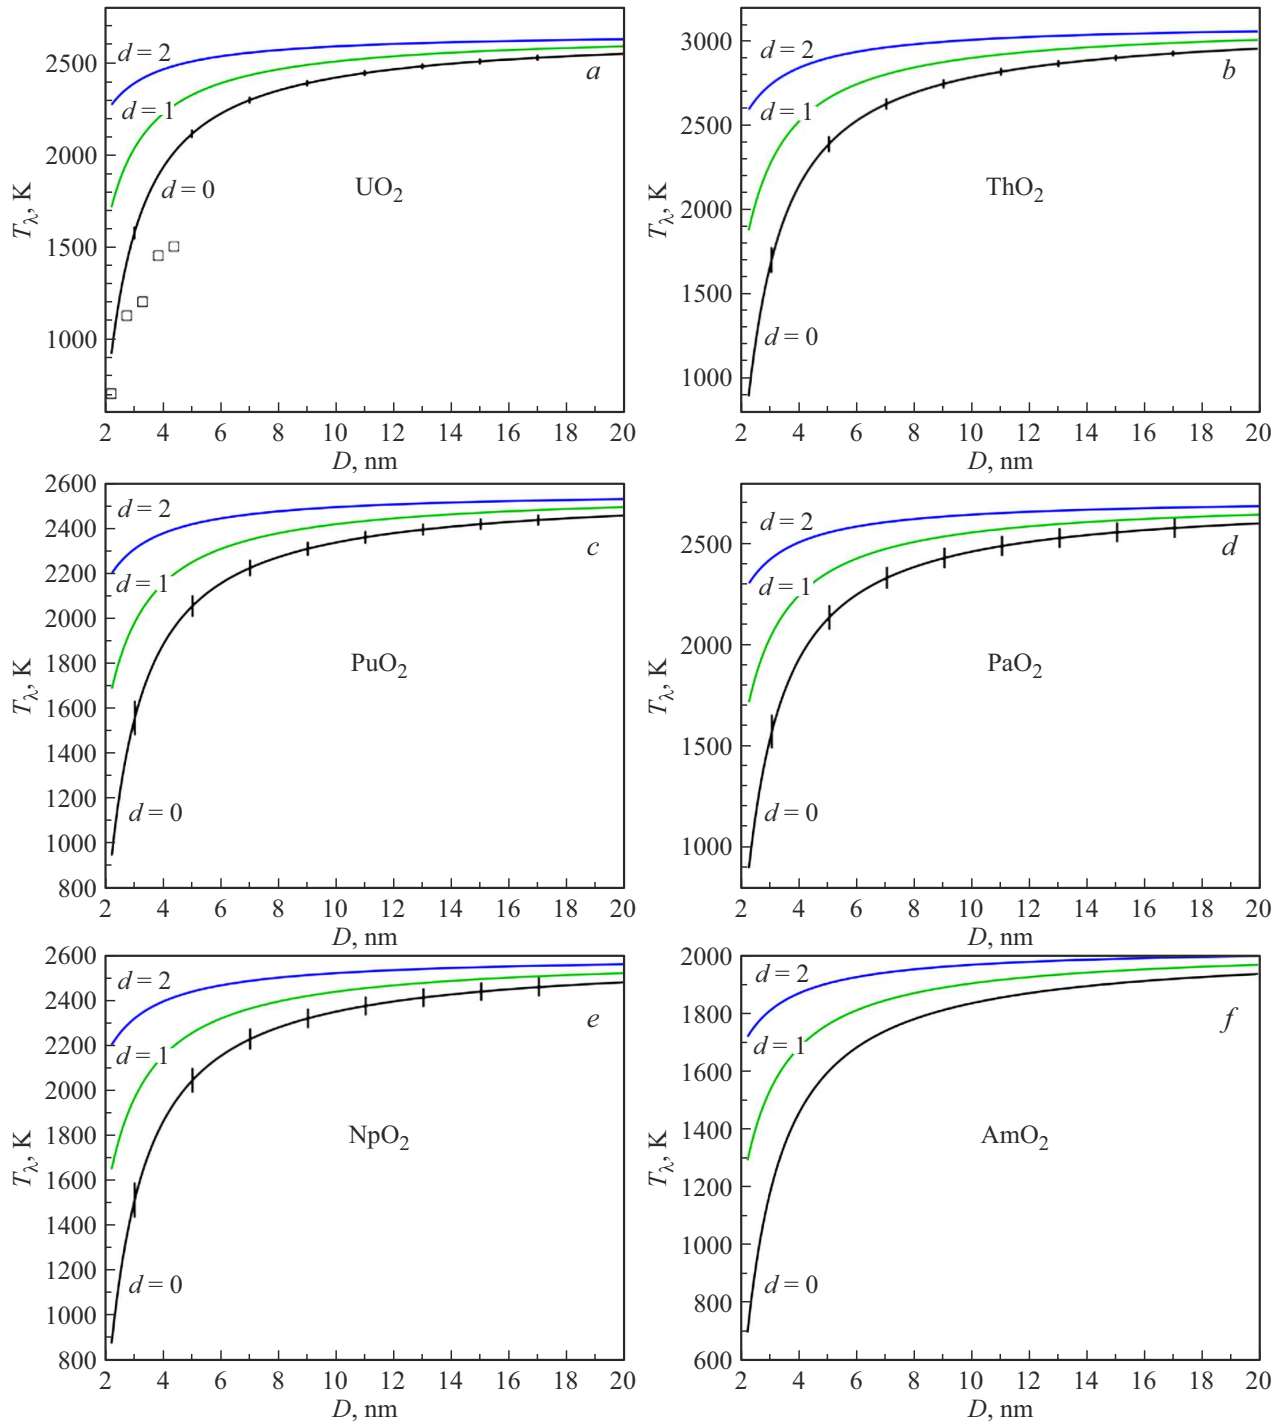 2500
2000
1500
1000
T_λ, K
d = 2
d = 1
d = 0
a
UO₂
2 4 6 8 10 12 14 16 18 20
D, nm
3000
2500
2000
1500
1000
T_λ, K
d = 2
d = 1
d = 0
b
ThO₂
2 4 6 8 10 12 14 16 18 20
D, nm
2600
2400
2200
2000
1800
1600
1400
1200
1000
800
T_λ, K
d = 2
d = 1
d = 0
c
PuO₂
2 4 6 8 10 12 14 16 18 20
D, nm
2500
2000
1500
1000
T_λ, K
d = 2
d = 1
d = 0
d
PaO₂
2 4 6 8 10 12 14 16 18 20
D, nm
2600
2400
2200
2000
1800
1600
1400
1200
1000
800
T_λ, K
d = 2
d = 1
d = 0
e
NpO₂
2 4 6 8 10 12 14 16 18 20
D, nm
2000
1800
1600
1400
1200
1000
800
600
T_λ, K
d = 2
d = 1
d = 0
f
AmO₂
2 4 6 8 10 12 14 16 18 20
D, nm